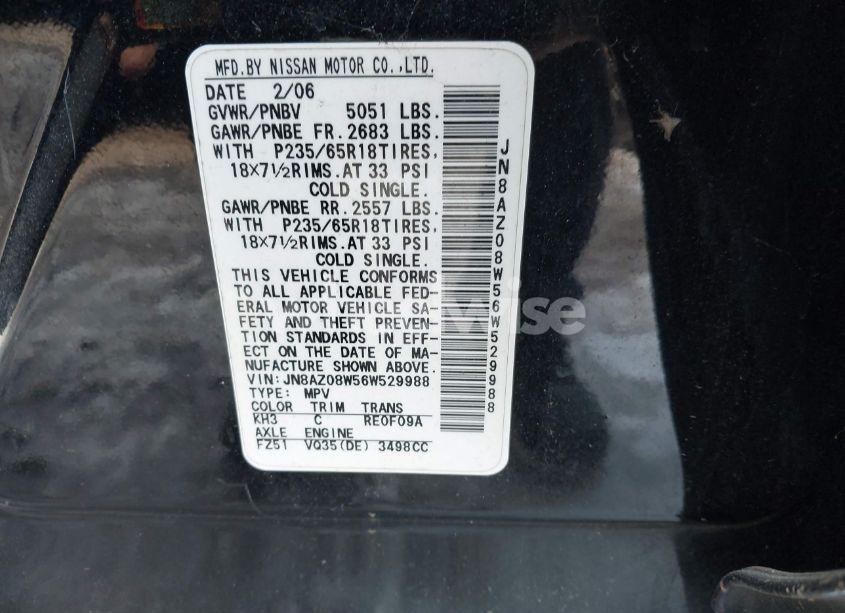 MFD.BY NISSAN MOTOR CO.,LTD.
DATE 2/06
GVWR/PNBV 5051 LBS.
GAWR/PNBE FR. 2683 LBS.
WITH P235/65R18TIRES,
18X7½RIMS.AT 33 PSI
COLD SINGLE.
GAWR/PNBE RR. 2557 LBS.
WITH P235/65R18TIRES,
18X7½RIMS.AT 33 PSI
COLD SINGLE.
THIS VEHICLE CONFORMS
TO ALL APPLICABLE FED-
ERAL MOTOR VEHICLE SA-
FETY AND THEFT PREVEN-
TION STANDARDS IN EFF-
ECT ON THE DATE OF MA-
NUFACTURE SHOWN ABOVE.
VIN:JN8AZ08W56W529988
TYPE: MPV
COLOR TRIM TRANS
KH3 C RE0F09A
AXLE ENGINE
FZ51 VQ35(DE) 3498CC
JN8AZ08W56W529988
wise